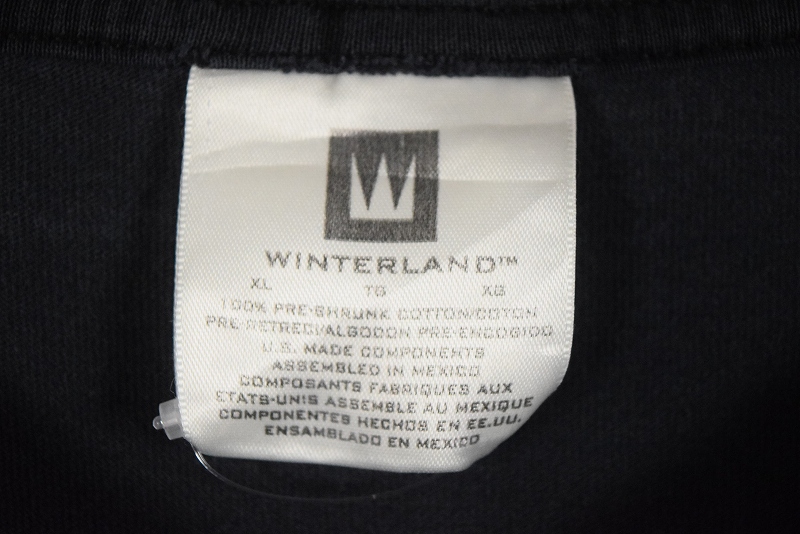 W
WINTERLAND™
XL TG XG
100% PRE-SHRUNK COTTON/COTON
PRE-RETRECI/ALGODON PRE-ENCOGIDO
U.S. MADE COMPONENTS
ASSEMBLED IN MEXICO
COMPOSANTS FABRIQUES AUX
ETATS-UNIS ASSEMBLE AU MEXIQUE
COMPONENTES HECHOS EN EE.UU.
ENSAMBLADO EN MEXICO